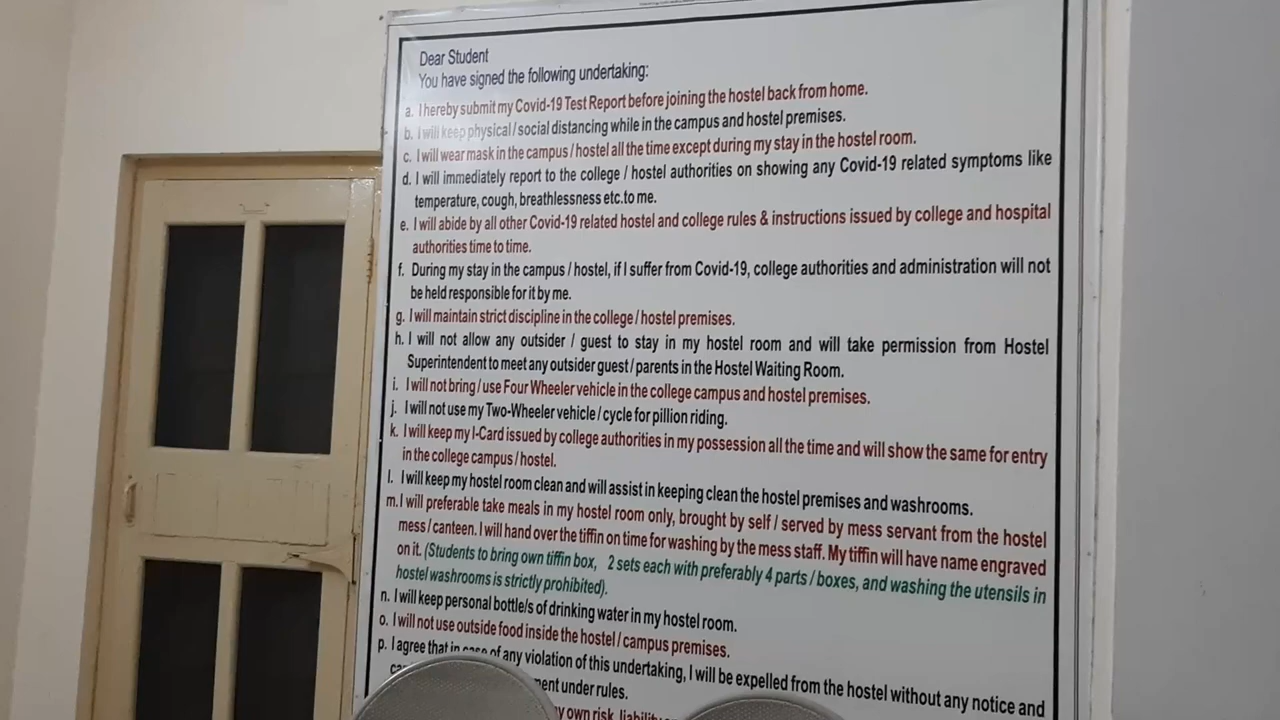 Dear Student
You have signed the following undertaking:
a. I hereby submit my Covid-19 Test Report before joining the hostel back from home.
b. I will keep physical / social distancing while in the campus and hostel premises.
c. I will wear mask in the campus / hostel all the time except during my stay in the hostel room.
d. I will immediately report to the college / hostel authorities on showing any Covid-19 related symptoms like
temperature, cough, breathlessness etc.to me.
e. I will abide by all other Covid-19 related hostel and college rules & instructions issued by college and hospital
authorities time to time.
f. During my stay in the campus / hostel, if I suffer from Covid-19, college authorities and administration will not
be held responsible for it by me.
g. I will maintain strict discipline in the college / hostel premises.
h. I will not allow any outsider / guest to stay in my hostel room and will take permission from Hostel
Superintendent to meet any outsider guest / parents in the Hostel Waiting Room.
i. I will not bring / use Four Wheeler vehicle in the college campus and hostel premises.
j. I will not use my Two-Wheeler vehicle / cycle for pillion riding.
k. I will keep my I-Card issued by college authorities in my possession all the time and will show the same for entry
in the college campus / hostel.
l. I will keep my hostel room clean and will assist in keeping clean the hostel premises and washrooms.
m. I will preferable take meals in my hostel room only, brought by self / served by mess servant from the hostel
mess / canteen. I will hand over the tiffin on time for washing by the mess staff. My tiffin will have name engraved
on it. (Students to bring own tiffin box, 2 sets each with preferably 4 parts / boxes, and washing the utensils in
hostel washrooms is strictly prohibited).
n. I will keep personal bottle/s of drinking water in my hostel room.
o. I will not use outside food inside the hostel / campus premises.
p. I agree that in case of any violation of this undertaking, I will be expelled from the hostel without any notice and
under rules.
own risk,